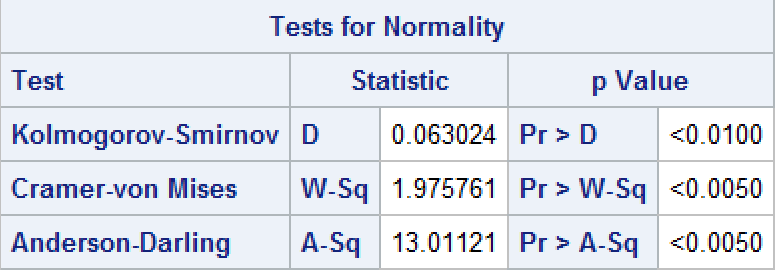 Tests for Normality
Test Statistic p Value
Kolmogorov-Smirnov D 0.063024 Pr > D <0.0100
Cramer-von Mises W-Sq 1.975761 Pr > W-Sq <0.0050
Anderson-Darling A-Sq 13.01121 Pr > A-Sq <0.0050